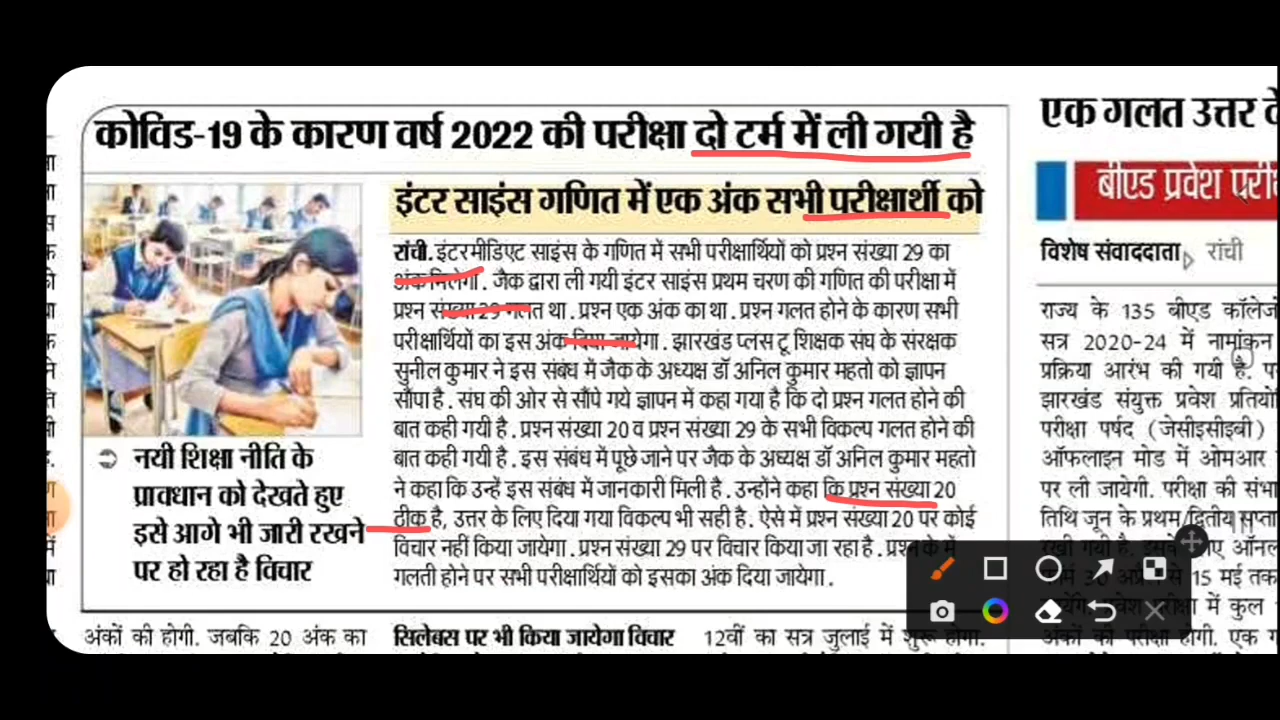 कोविड-19 के कारण वर्ष 2022 की परीक्षा दो टर्म में ली गयी है
इंटर साइंस गणित में एक अंक सभी परीक्षार्थी को
रांची. इंटरमीडिएट साइंस के गणित में सभी परीक्षार्थियों को प्रश्न संख्या 29 का
अंक मिलेगा. जैक द्वारा ली गयी इंटर साइंस प्रथम चरण की गणित की परीक्षा में
प्रश्न संख्या 29 गलत था. प्रश्न एक अंक का था. प्रश्न गलत होने के कारण सभी
परीक्षार्थियों का इस अंक दिया जायेगा. झारखंड प्लस टू शिक्षक संघ के संरक्षक
सुनील कुमार ने इस संबंध में जैक के अध्यक्ष डॉ अनिल कुमार महतो को ज्ञापन
सौंपा है. संघ की ओर से सौंपे गये ज्ञापन में कहा गया है कि दो प्रश्न गलत होने की
बात कही गयी है. प्रश्न संख्या 20 व प्रश्न संख्या 29 के सभी विकल्प गलत होने की
बात कही गयी है. इस संबंध में पूछे जाने पर जैक के अध्यक्ष डॉ अनिल कुमार महतो
ने कहा कि उन्हें इस संबंध में जानकारी मिली है. उन्होंने कहा कि प्रश्न संख्या 20
ठीक है, उत्तर के लिए दिया गया विकल्प भी सही है. ऐसे में प्रश्न संख्या 20 पर कोई
विचार नहीं किया जायेगा. प्रश्न संख्या 29 पर विचार किया जा रहा है. प्रश्न के में
गलती होने पर सभी परीक्षार्थियों को इसका अंक दिया जायेगा.
नयी शिक्षा नीति के
प्रावधान को देखते हुए
इसे आगे भी जारी रखने
पर हो रहा है विचार
अंकों की होगी. जबकि 20 अंक का
सिलेबस पर भी किया जायेगा विचार
12वीं का सत्र जुलाई में शुरू होगा.
एक गलत उत्तर
बीएड प्रवेश
विशेष संवाददाता रांची
राज्य के 135 बीएड
सत्र 2020-24 में नामांकन
प्रक्रिया आरंभ की गयी है.
झारखंड संयुक्त प्रवेश
परीक्षा पर्षद (जेसीइसीइबी)
ऑफलाइन मोड में ओमआर
पर ली जायेगी. परीक्षा की
तिथि जून के प्रथम/द्वितीय
15 मई तक
में कुल
अंकों की परीक्षा होगी. एक